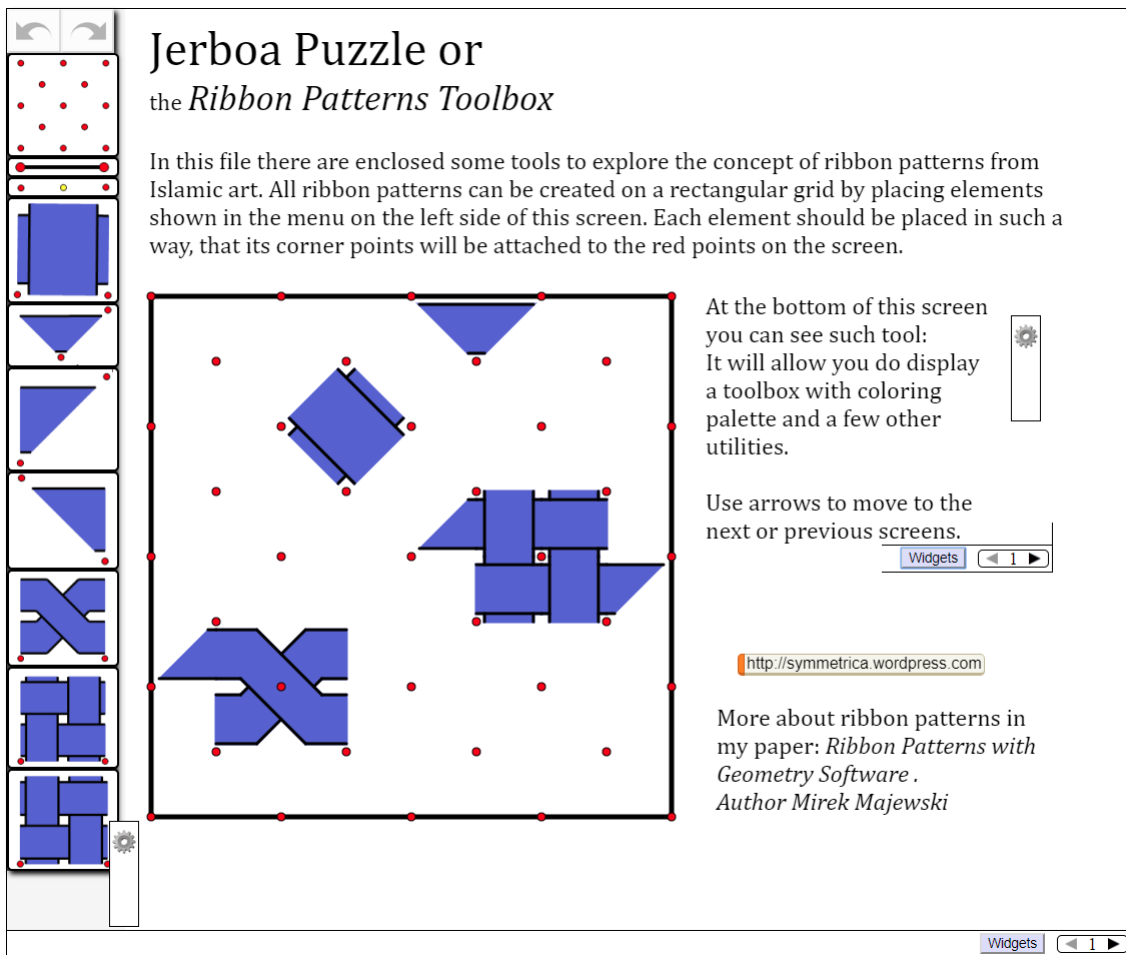 Jerboa Puzzle or
the Ribbon Patterns Toolbox
In this file there are enclosed some tools to explore the concept of ribbon patterns from
Islamic art. All ribbon patterns can be created on a rectangular grid by placing elements
shown in the menu on the left side of this screen. Each element should be placed in such a
way, that its corner points will be attached to the red points on the screen.
At the bottom of this screen
you can see such tool:
It will allow you do display
a toolbox with coloring
palette and a few other
utilities.
Use arrows to move to the
next or previous screens.
Widgets 1
http://symmetrica.wordpress.com
More about ribbon patterns in
my paper: Ribbon Patterns with
Geometry Software .
Author Mirek Majewski
Widgets 1